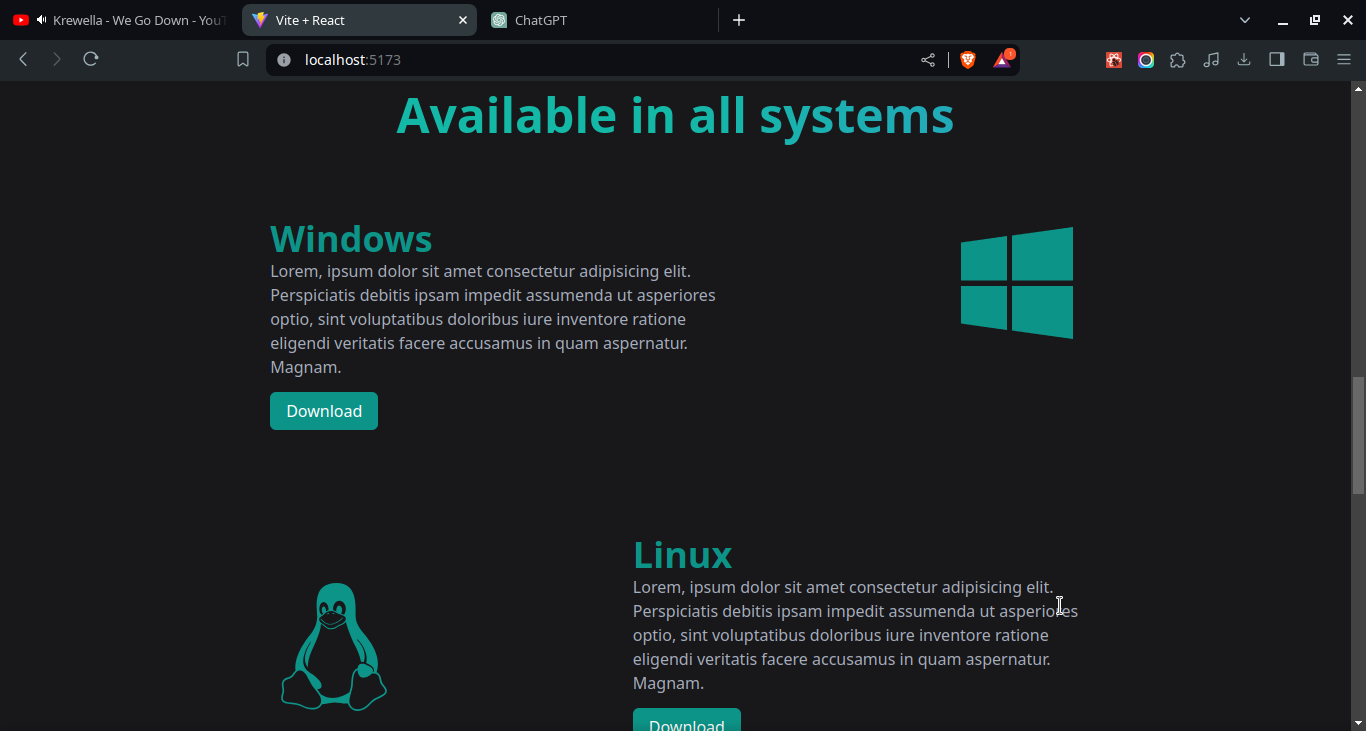 Krewella - We Go Down - YouT
Vite + React
ChatGPT
localhost:5173
Available in all systems
Windows
Lorem, ipsum dolor sit amet consectetur adipisicing elit.
Perspiciatis debitis ipsam impedit assumenda ut asperiores
optio, sint voluptatibus doloribus iure inventore ratione
eligendi veritatis facere accusamus in quam aspernatur.
Magnam.
Download
Linux
Lorem, ipsum dolor sit amet consectetur adipisicing elit.
Perspiciatis debitis ipsam impedit assumenda ut asperiores
optio, sint voluptatibus doloribus iure inventore ratione
eligendi veritatis facere accusamus in quam aspernatur.
Magnam.
Download